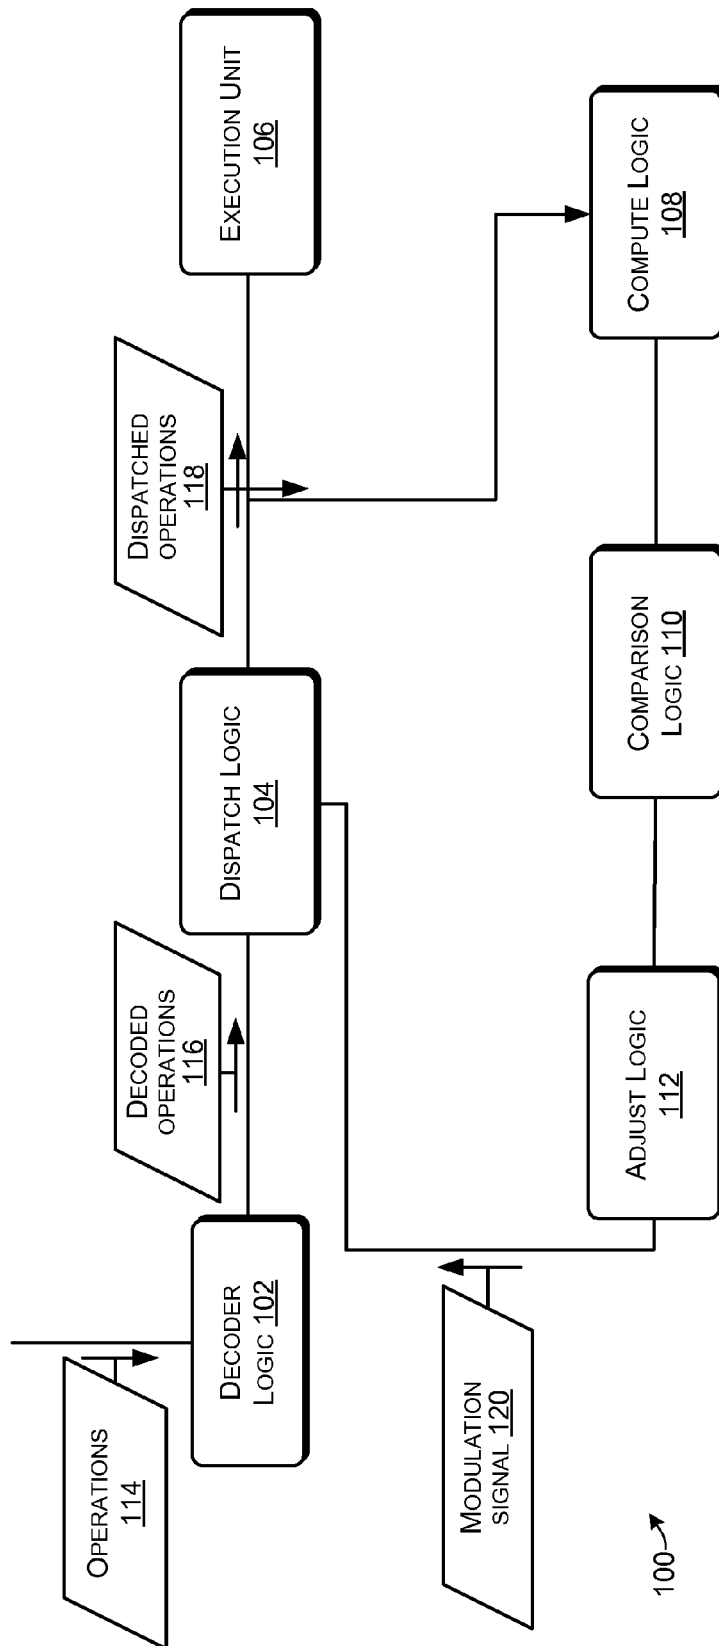 OPERATIONS
114
DECODER
LOGIC 102
DECODED
OPERATIONS
116
DISPATCH LOGIC
104
DISPATCHED
OPERATIONS
118
EXECUTION UNIT
106
MODULATION
SIGNAL 120
ADJUST LOGIC
112
COMPARISON
LOGIC 110
COMPUTE LOGIC
108
100